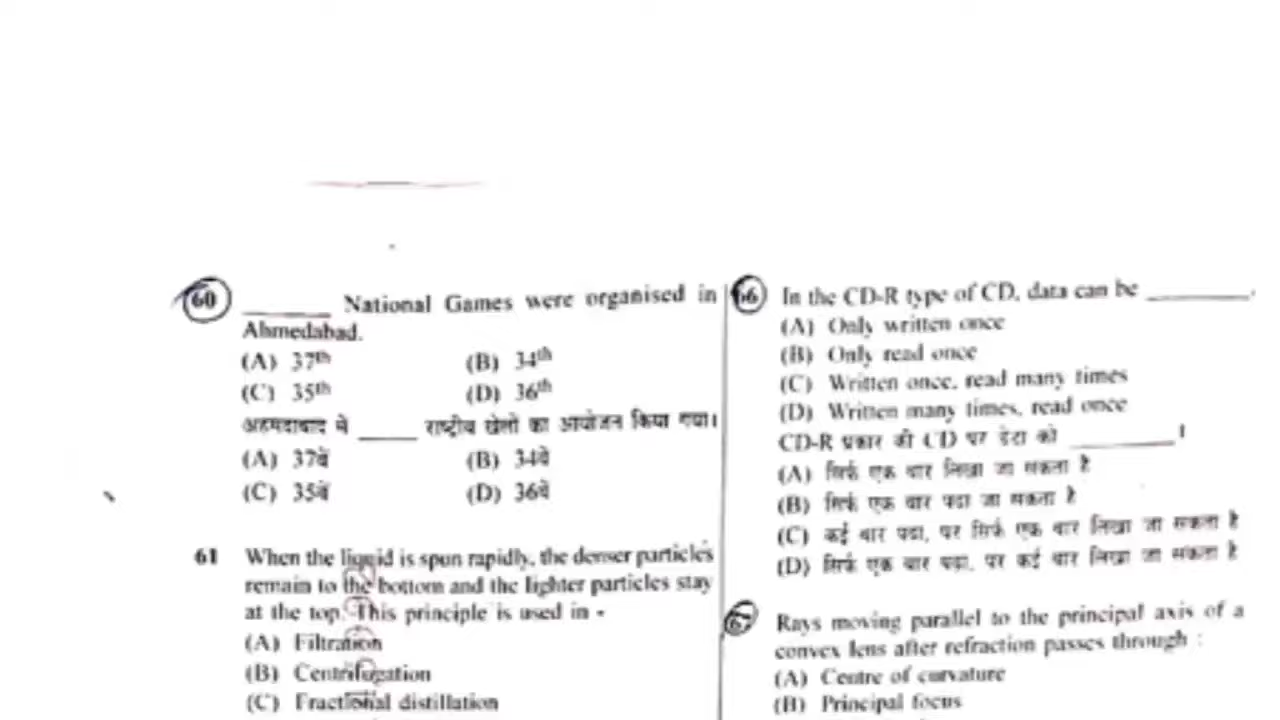 60 ______ National Games were organised in
Ahmedabad.
(A) 37th (B) 34th
(C) 35th (D) 36th
अहमदाबाद में ____ राष्ट्रीय खेलों का आयोजन किया गया।
(A) 37वें (B) 34वें
(C) 35वें (D) 36वें
61 When the liquid is spun rapidly, the denser particles
remain to the bottom and the lighter particles stay
at the top. This principle is used in -
(A) Filtration
(B) Centrifugation
(C) Fractional distillation
66 In the CD-R type of CD, data can be ________.
(A) Only written once
(B) Only read once
(C) Written once, read many times
(D) Written many times, read once
CD-R प्रकार की CD पर डेटा को ________ ।
(A) सिर्फ एक बार लिखा जा सकता है
(B) सिर्फ एक बार पढा जा सकता है
(C) कई बार पढा, पर सिर्फ एक बार लिखा जा सकता है
(D) सिर्फ एक बार पढ़ा, पर कई बार लिखा जा सकता है
67 Rays moving parallel to the principal axis of a
convex lens after refraction passes through :
(A) Centre of curvature
(B) Principal focus